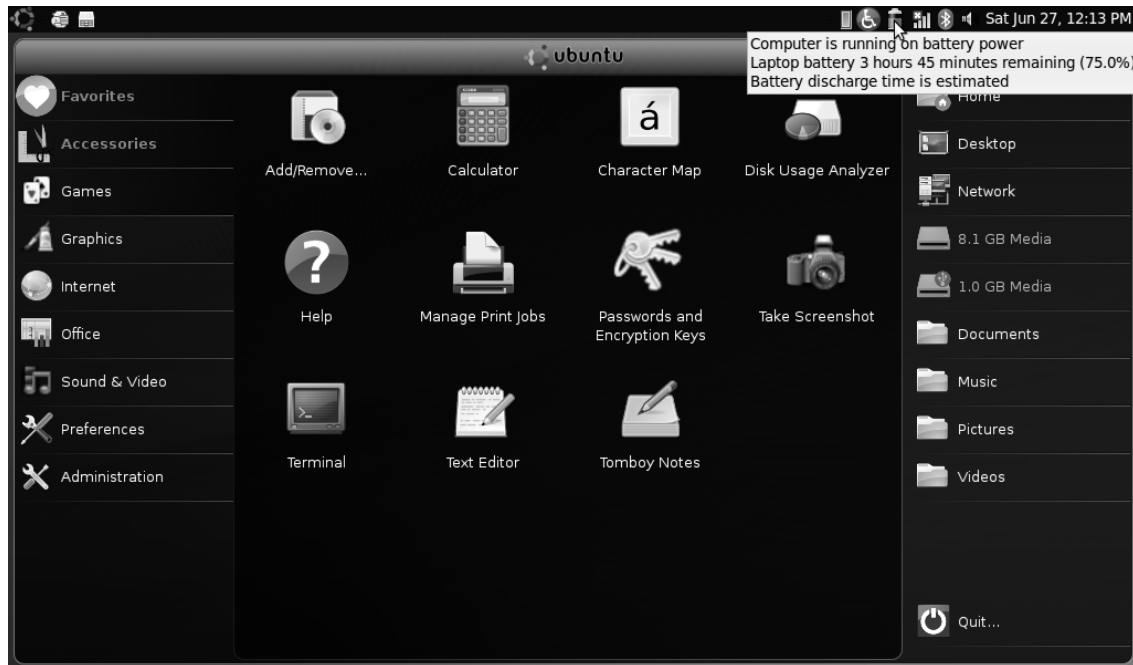 Sat Jun 27, 12:13 PM
Computer is running on battery power
Laptop battery 3 hours 45 minutes remaining (75.0%)
Battery discharge time is estimated
ubuntu
Favorites
Accessories
Games
Graphics
Internet
Office
Sound & Video
Preferences
Administration
Add/Remove...
Calculator
á
Character Map
Disk Usage Analyzer
?
Help
Manage Print Jobs
Passwords and
Encryption Keys
Take Screenshot
>_
Terminal
Text Editor
Tomboy Notes
Home
Desktop
Network
8.1 GB Media
1.0 GB Media
Documents
Music
Pictures
Videos
Quit...